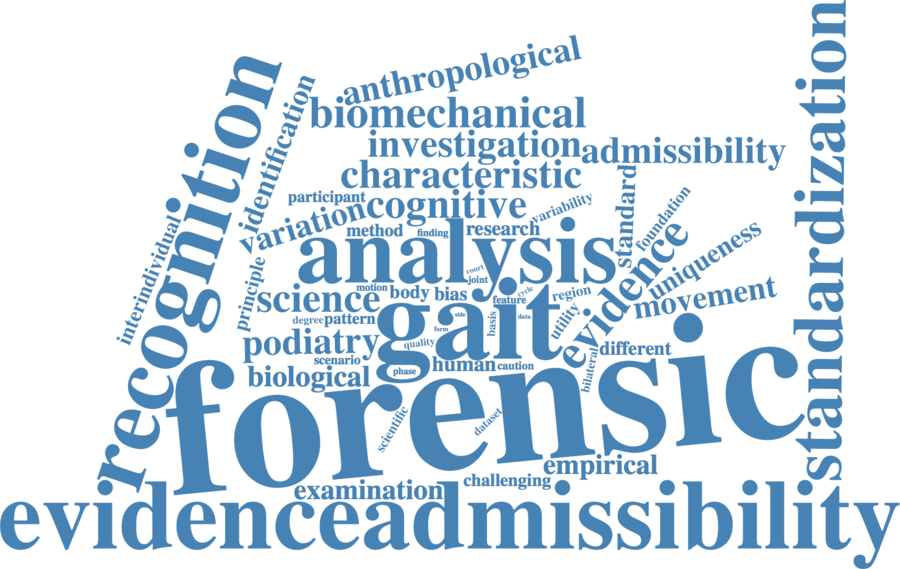 anthropological
biomechanical
investigation
admissibility
characteristic
recognition
identification
standardization
participant
cognitive
variation
variability
standard
foundation
method
finding
research
interindividual
analysis
court
joint
evidence
uniqueness
principle
science
motion
body
bias
feature
cycle
region
movement
degree
pattern
gait
form
side
basis
data
utility
podiatry
quality
different
scenario
human
caution
bilateral
biological
phase
forensic
scientific
dataset
empirical
examination
challenging
evidenceadmissibility